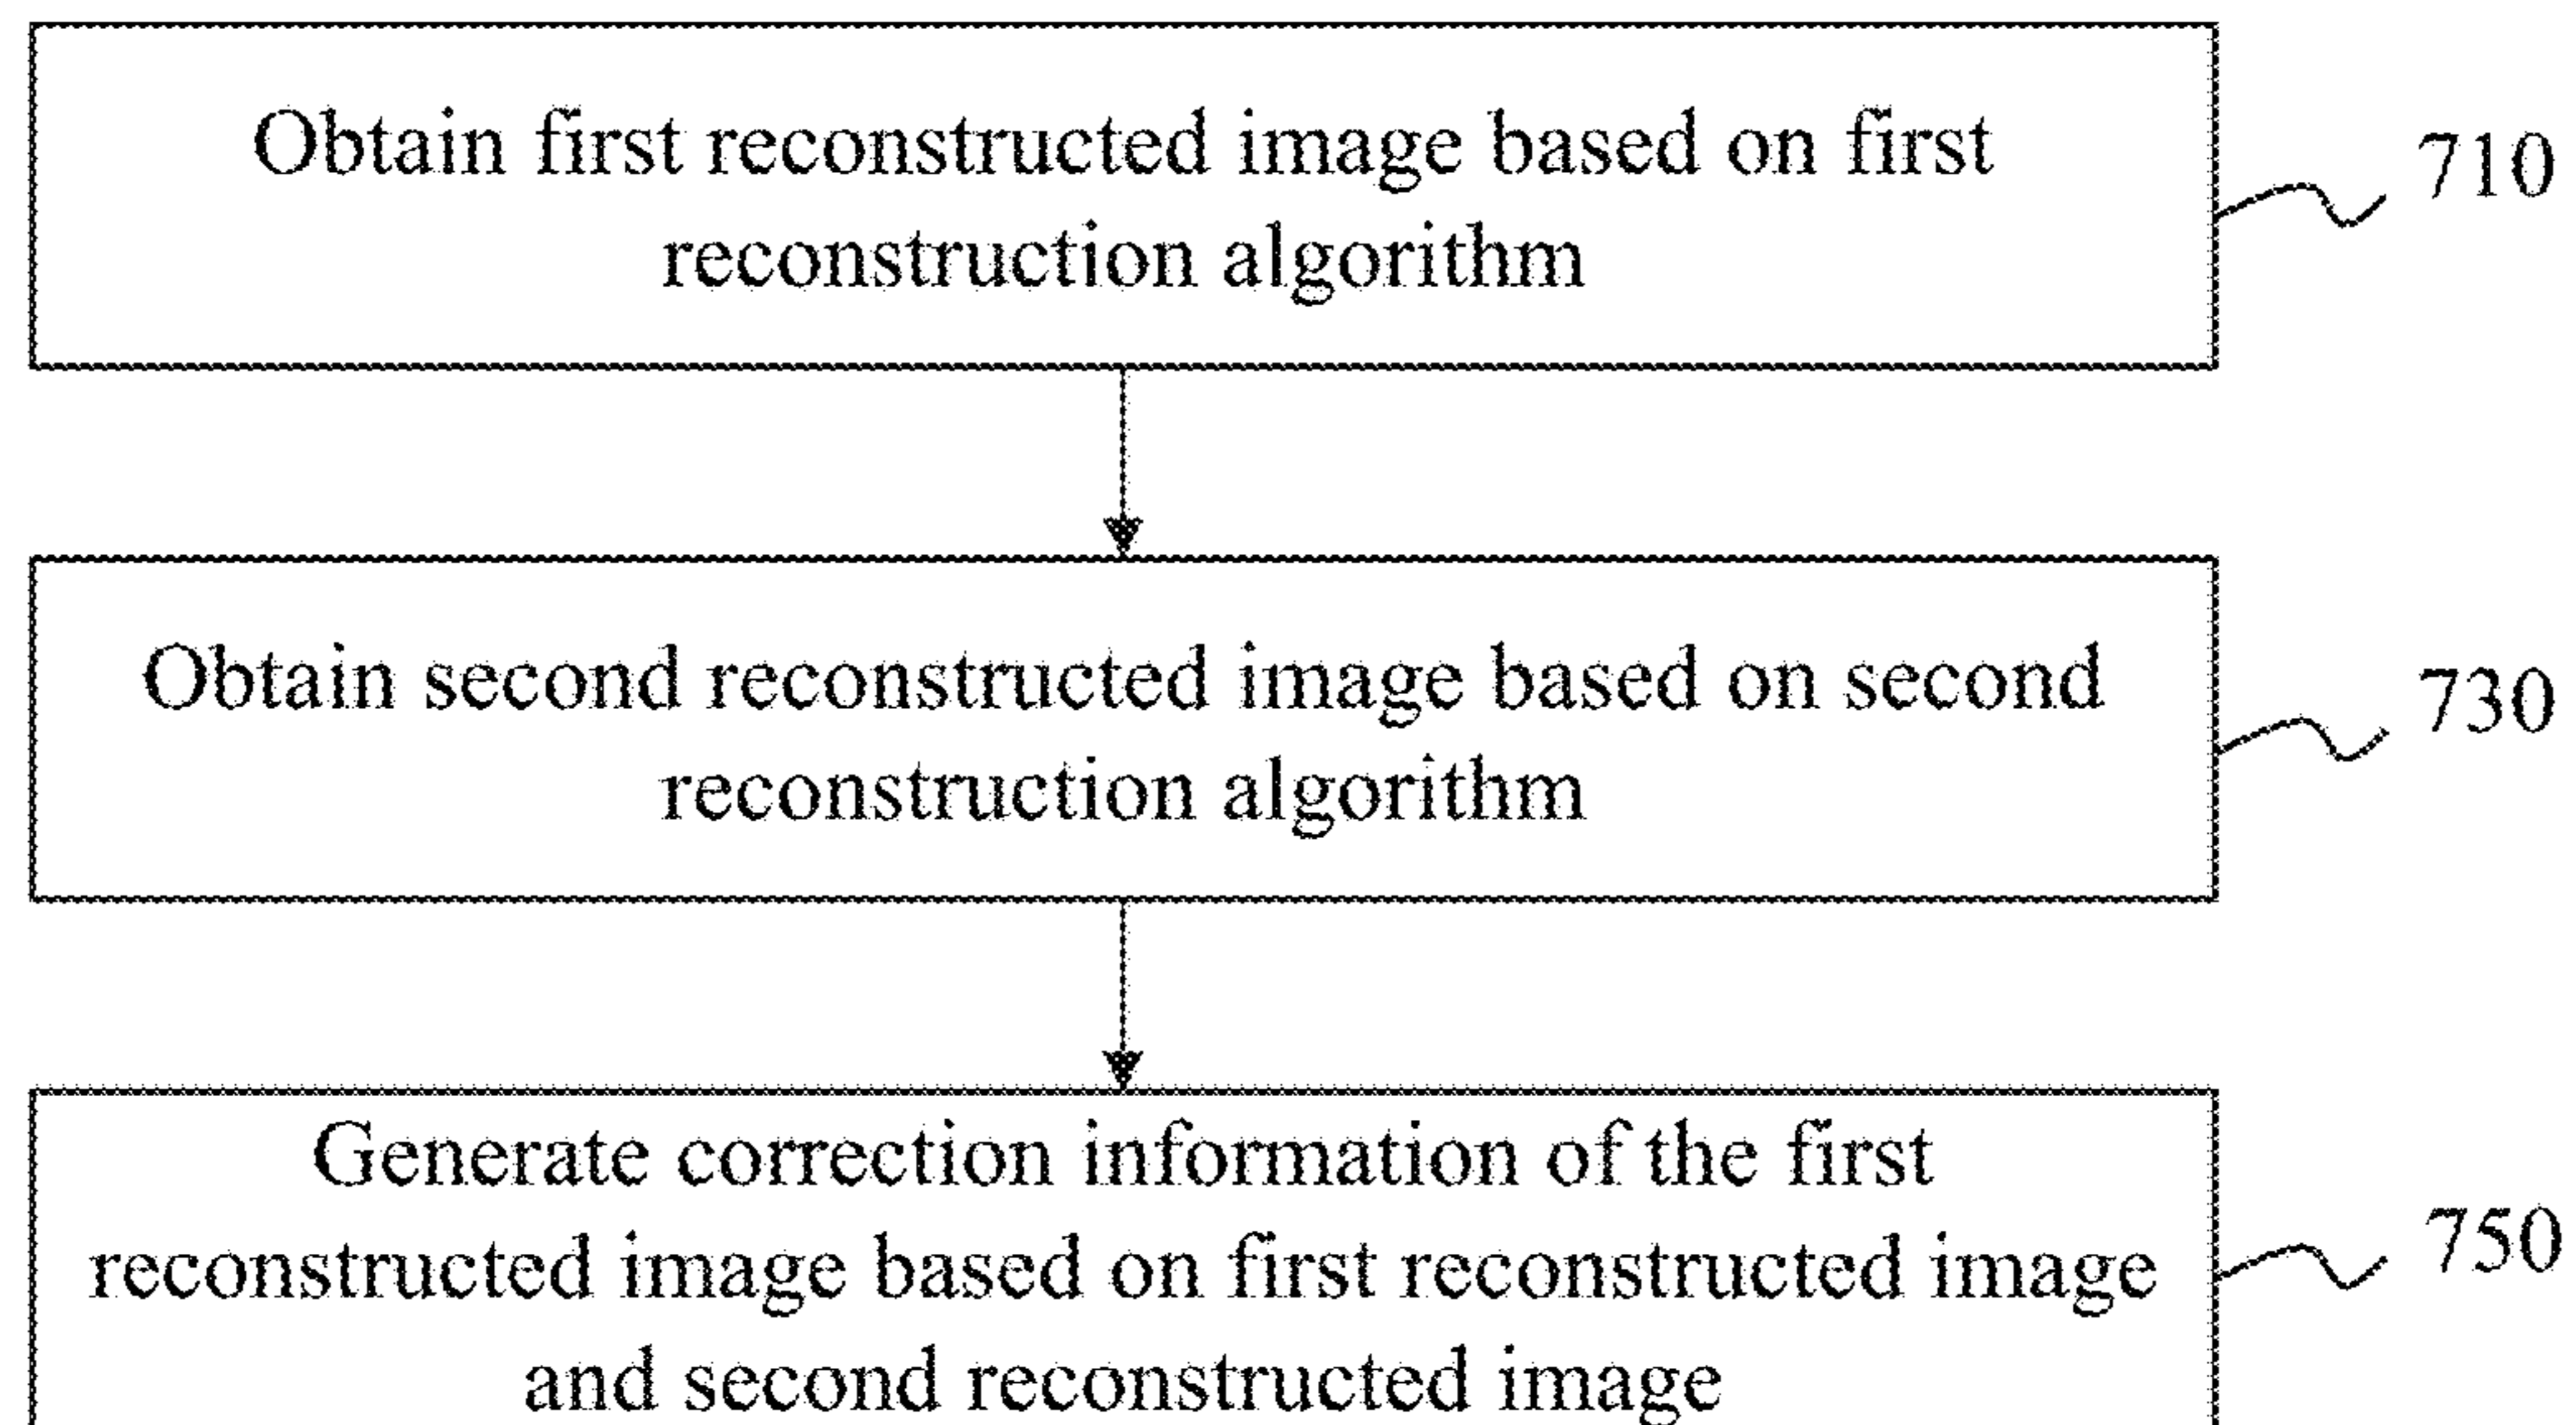 Obtain first reconstructed image based on first
reconstruction algorithm
710
Obtain second reconstructed image based on second
reconstruction algorithm
730
Generate correction information of the first
reconstructed image based on first reconstructed image
and second reconstructed image
750